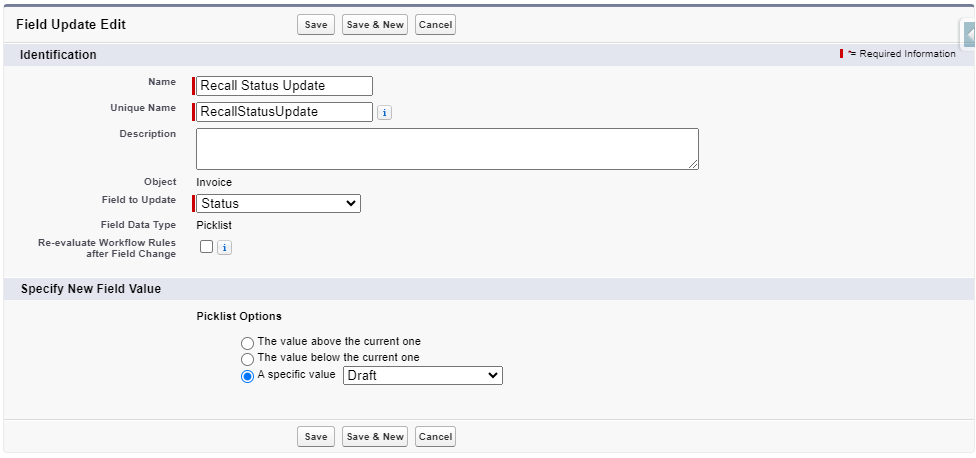 Field Update Edit Save Save & New Cancel
Identification = Required Information
Name Recall Status Update
Unique Name RecallStatusUpdate i
Description
Object Invoice
Field to Update Status
Field Data Type Picklist
Re-evaluate Workflow Rules
after Field Change i
Specify New Field Value
Picklist Options
The value above the current one
The value below the current one
A specific value Draft
Save Save & New Cancel